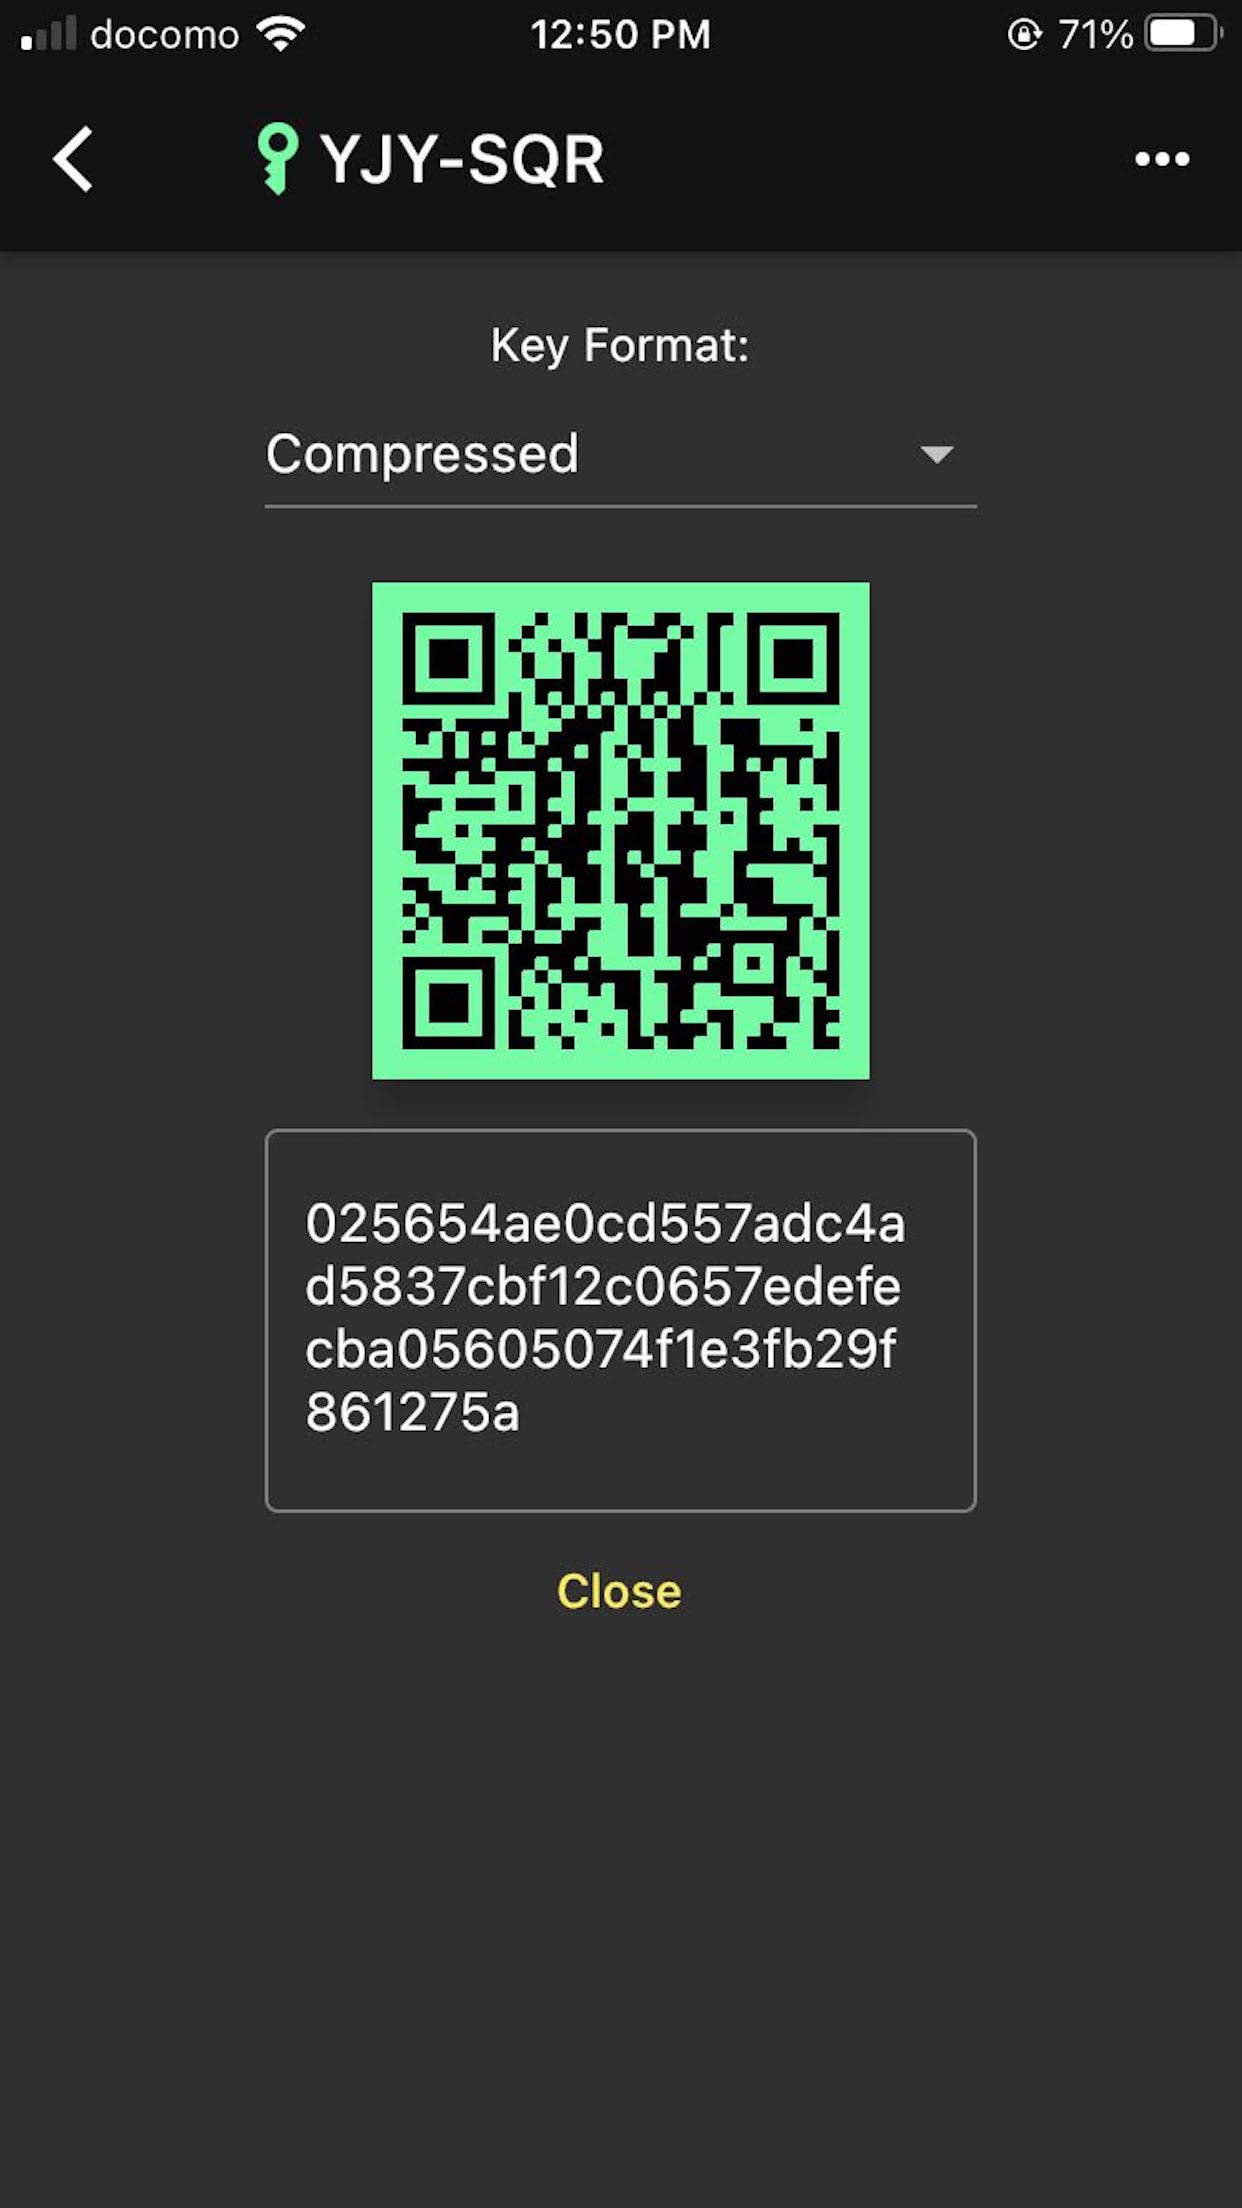 docomo 12:50 PM 71%
YJY-SQR
Key Format:
Compressed
025654ae0cd557adc4a
d5837cbf12c0657edefe
cba05605074f1e3fb29f
861275a
Close